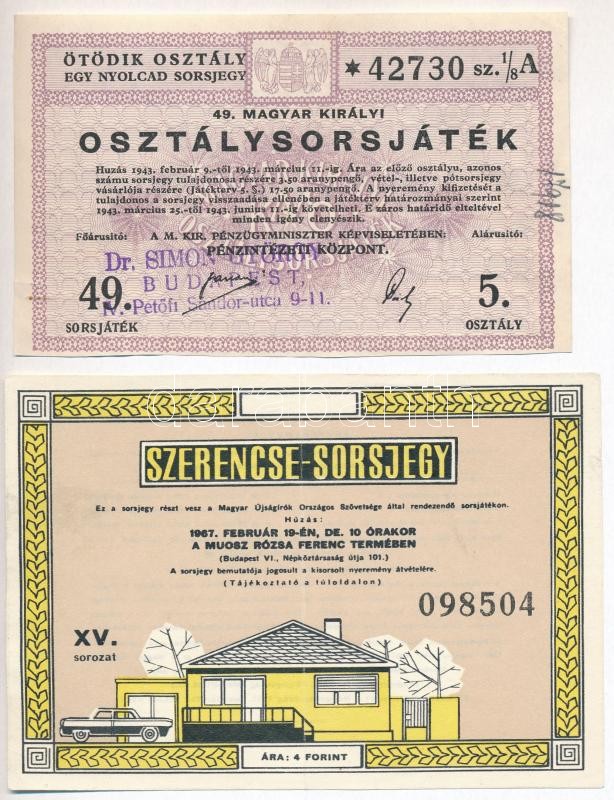 ÖTÖDIK OSZTÁLY
EGY NYOLCAD SORSJEGY
*42730 sz. 1/8 A
49. MAGYAR KIRÁLYI
OSZTÁLYSORSJÁTÉK
Huzás 1943. február 9.-től 1943. március 11.-ig. Ára az előző osztályu, azonos
számu sorsjegy tulajdonosa részére 3.50 aranypengő, vétel-, illetve pótsorsjegy
vásárlója részére (Játékterv 5. §.) 17.50 aranypengő. A nyeremény kifizetését a
tulajdonos a sorsjegy visszaadása ellenében a játékterv határozmányai szerint
1943. március 25.-től 1943. junius 11.-ig követelheti. E záros határidő elteltével
minden igény elenyészik.
Főárusitó: A M. KIR. PÉNZÜGYMINISZTER KÉPVISELETÉBEN: Alárusitó:
PÉNZINTÉZETI KÖZPONT.
Dr. SIMON GYÖRGY
BUDAPEST,
IV. Petőfi Sándor-utca 9-11.
49.
SORSJÁTÉK
5.
OSZTÁLY
darabanth
SZERENCSE-SORSJEGY
Ez a sorsjegy részt vesz a Magyar Újságírók Országos Szövetsége által rendezendő sorsjátékon.
Húzás:
1967. FEBRUÁR 19-ÉN, DE. 10 ÓRAKOR
A MUOSZ RÓZSA FERENC TERMÉBEN
(Budapest VI., Népköztársaság útja 101.)
A sorsjegy bemutatója jogosult a kisorsolt nyeremény átvételére.
(Tájékoztató a túloldalon)
098504
XV.
sorozat
ÁRA: 4 FORINT